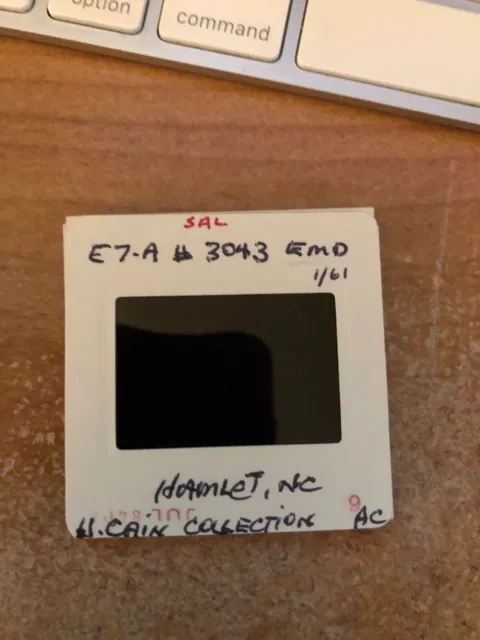 option
command
SAL
E7-A # 3043 EMD
1/61
HAMLET, NC
H. CAIN COLLECTION AC